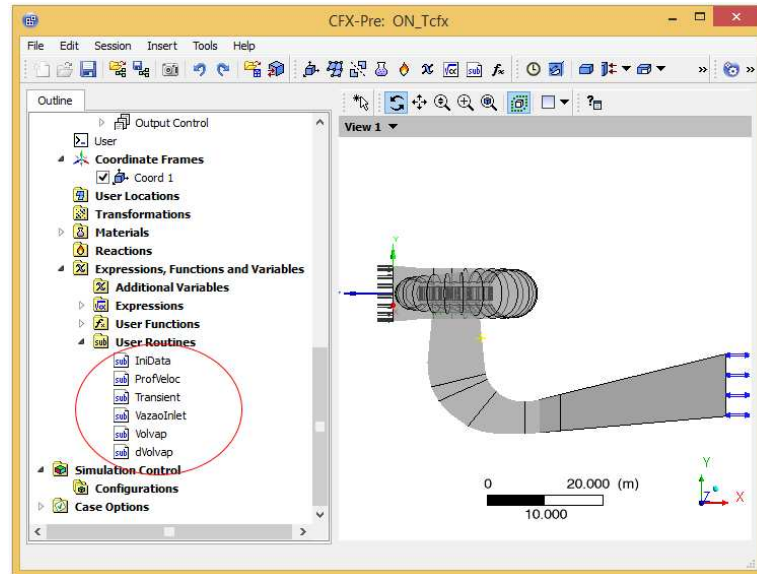 CFX-Pre: ON_Tcfx
File Edit Session Insert Tools Help
Outline
View 1
Output Control
User
Coordinate Frames
Coord 1
User Locations
Transformations
Materials
Reactions
Expressions, Functions and Variables
Additional Variables
Expressions
User Functions
User Routines
IniData
ProfVeloc
Transient
VazaoInlet
Volvap
dVolvap
Simulation Control
Configurations
Case Options
Y
0 20.000 (m)
10.000
Y
Z X